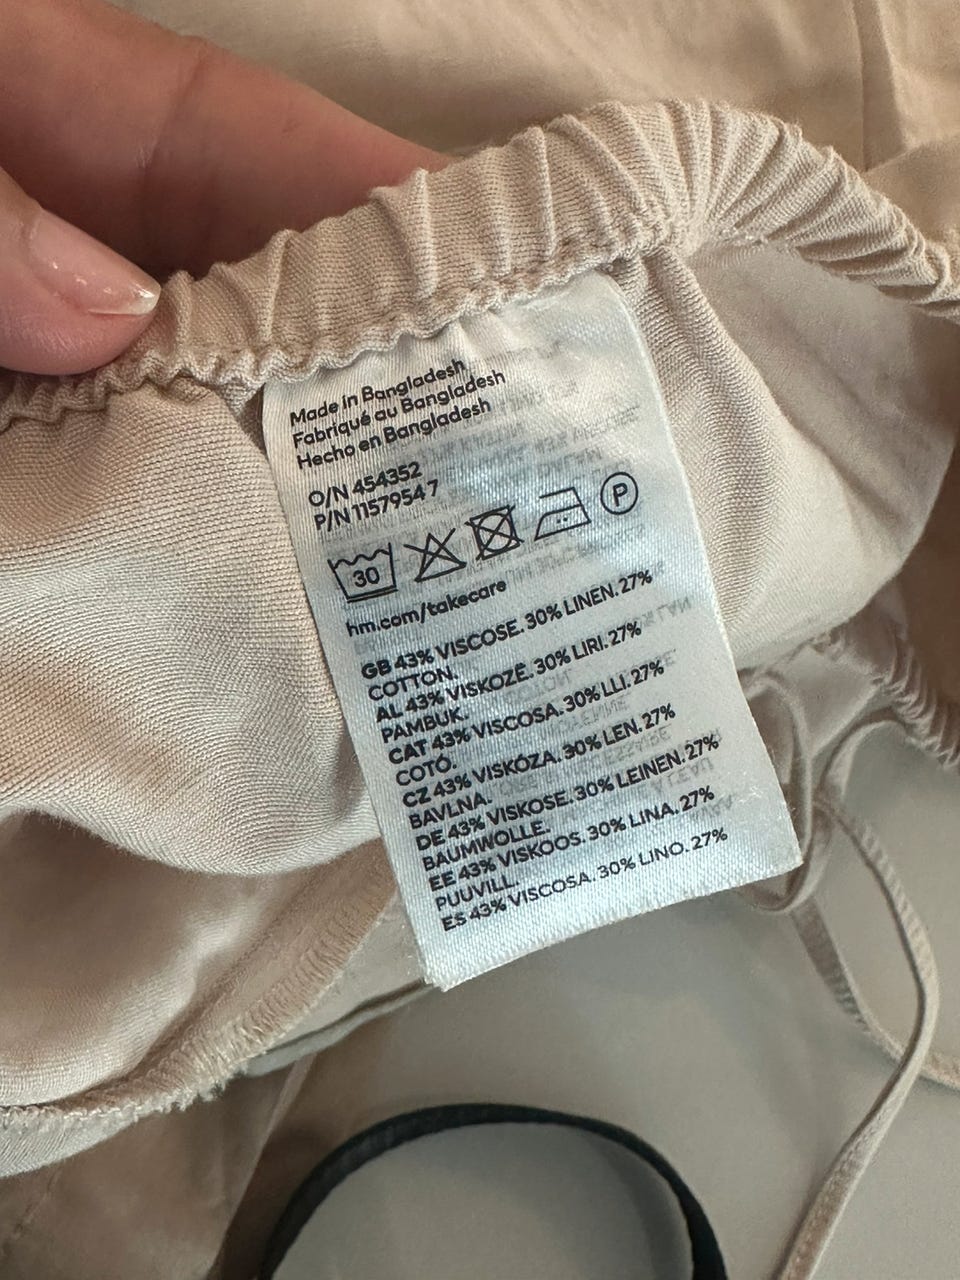 Made in Bangladesh
Fabriqué au Bangladesh
Hecho en Bangladesh
O/N 454352
P/N 11579547
30 P
hm.com/takecare
GB 43% VISCOSE. 30% LINEN. 27%
COTTON.
AL 43% VISKOZË. 30% LIRI. 27%
PAMBUK.
CAT 43% VISCOSA. 30% LLI. 27%
COTÓ.
CZ 43% VISKÓZA. 30% LEN. 27%
BAVLNA.
DE 43% VISKOSE. 30% LEINEN. 27%
BAUMWOLLE.
EE 43% VISKOOS. 30% LINA. 27%
PUUVILL.
ES 43% VISCOSA. 30% LINO. 27%